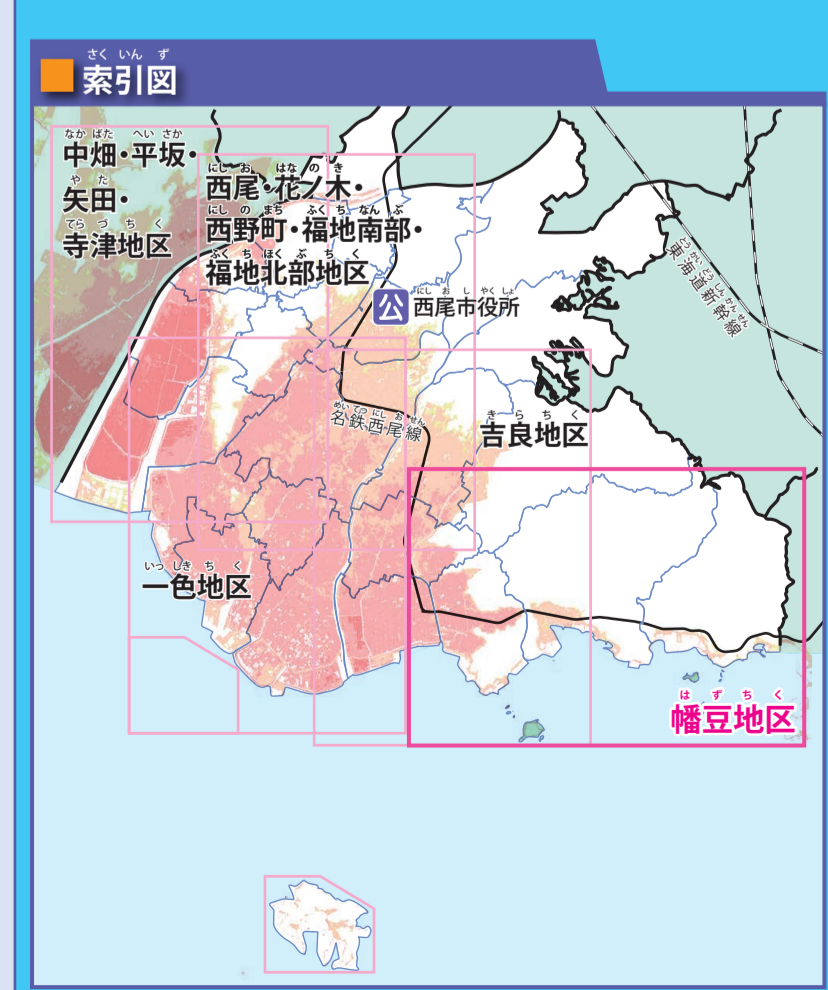 さく いん ず
索引図
なか ばた へい さか
中畑・平坂・
や た
矢田・
てら づ ち く
寺津地区
にし お はな の き
西尾・花ノ木・
にし の まち ふく ち なん ぶ
西野町・福地南部・
ふく ち ほく ぶ ち く
福地北部地区
にし お し やく しょ
公 西尾市役所
とう かい どう しん かん せん
東海道新幹線
めい てつ にし お せん
名鉄西尾線
き ら ち く
吉良地区
いっ しき ち く
一色地区
は ず ち く
幡豆地区